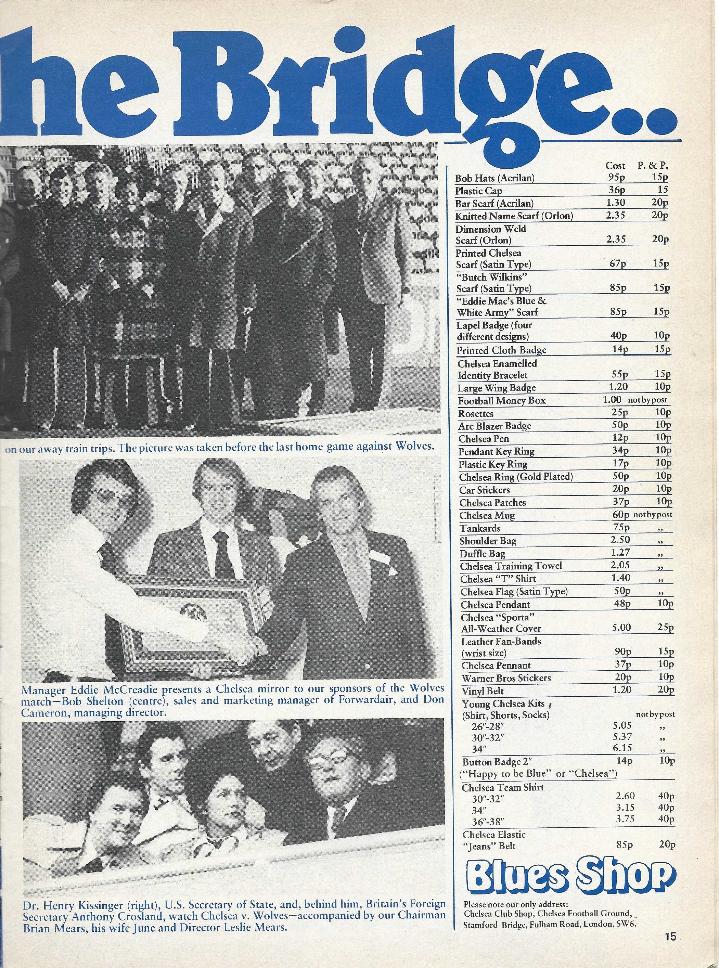 he Bridge..
on our away train trips. The picture was taken before the last home game against Wolves.
Manager Eddie McCreadie presents a Chelsea mirror to our sponsors of the Wolves
match—Bob Shelton (centre), sales and marketing manager of Forwardair, and Don
Cameron, managing director.
Dr. Henry Kissinger (right), U.S. Secretary of State, and, behind him, Britain's Foreign
Secretary Anthony Crosland, watch Chelsea v. Wolves—accompanied by our Chairman
Brian Mears, his wife June and Director Leslie Mears.
Cost P. & P.
Bob Hats (Acrilan) 95p 15p
Plastic Cap 36p 15
Bar Scarf (Acrilan) 1.30 20p
Knitted Name Scarf (Orlon) 2.35 20p
Dimension Weld
Scarf (Orlon) 2.35 20p
Printed Chelsea
Scarf (Satin Type) 67p 15p
"Butch Wilkins"
Scarf (Satin Type) 85p 15p
"Eddie Mac's Blue &
White Army" Scarf 85p 15p
Lapel Badge (four
different designs) 40p 10p
Printed Cloth Badge 14p 15p
Chelsea Enamelled
Identity Bracelet 55p 15p
Large Wing Badge 1.20 10p
Football Money Box 1.00 not by post
Rosettes 25p 10p
Arc Blazer Badge 50p 10p
Chelsea Pen 12p 10p
Pendant Key Ring 34p 10p
Plastic Key Ring 17p 10p
Chelsea Ring (Gold Plated) 50p 10p
Car Stickers 20p 10p
Chelsea Patches 37p 10p
Chelsea Mug 60p not by post
Tankards 75p ,,
Shoulder Bag 2.50 ,,
Duffle Bag 1.27 ,,
Chelsea Training Towel 2.05 ,,
Chelsea "T" Shirt 1.40 ,,
Chelsea Flag (Satin Type) 50p ,,
Chelsea Pendant 48p 10p
Chelsea "Sports"
All-Weather Cover 5.00 25p
Leather Fan-Bands
(wrist size) 90p 15p
Chelsea Pennant 37p 10p
Warner Bros Stickers 20p 10p
Vinyl Belt 1.20 20p
Young Chelsea Kits
(Shirt, Shorts, Socks) not by post
26"-28" 5.05 ,,
30"-32" 5.37 ,,
34" 6.15 ,,
Button Badge 2" 14p 10p
("Happy to be Blue" or "Chelsea")
Chelsea Team Shirt
30"-32" 2.60 40p
34" 3.15 40p
36"-38" 3.75 40p
Chelsea Elastic
"Jeans" Belt 85p 20p
Blues Shop
Please note our only address:
Chelsea Club Shop, Chelsea Football Ground,
Stamford Bridge, Fulham Road, London, SW6.
15